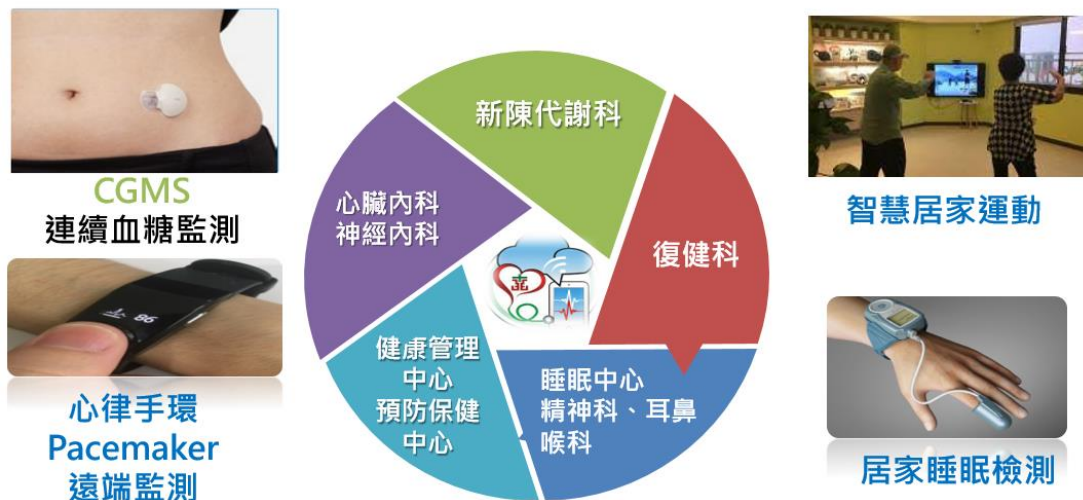 CGMS
連續血糖監測
心律手環
Pacemaker
遠端監測
新陳代謝科
心臟內科
神經內科
復健科
健康管理
中心
預防保健
中心
睡眠中心
精神科、耳鼻
喉科
智慧居家運動
居家睡眠檢測
86